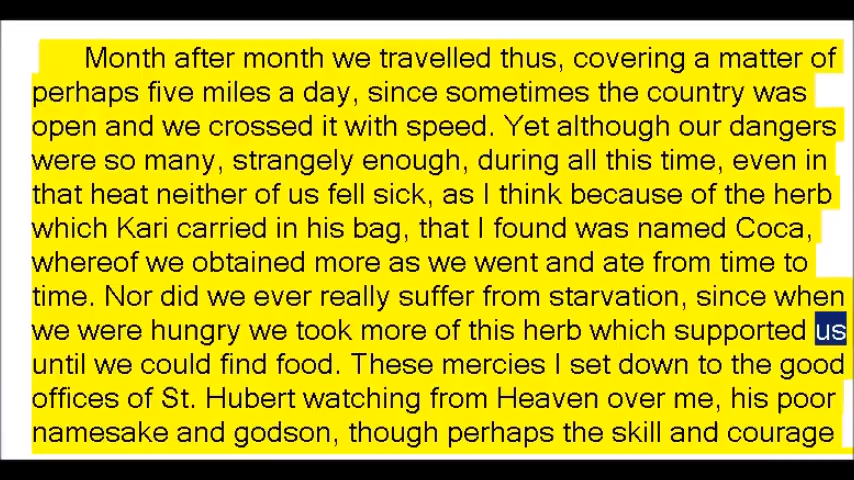 Month after month we travelled thus, covering a matter of
perhaps five miles a day, since sometimes the country was
open and we crossed it with speed. Yet although our dangers
were so many, strangely enough, during all this time, even in
that heat neither of us fell sick, as I think because of the herb
which Kari carried in his bag, that I found was named Coca,
whereof we obtained more as we went and ate from time to
time. Nor did we ever really suffer from starvation, since when
we were hungry we took more of this herb which supported us
until we could find food. These mercies I set down to the good
offices of St. Hubert watching from Heaven over me, his poor
namesake and godson, though perhaps the skill and courage